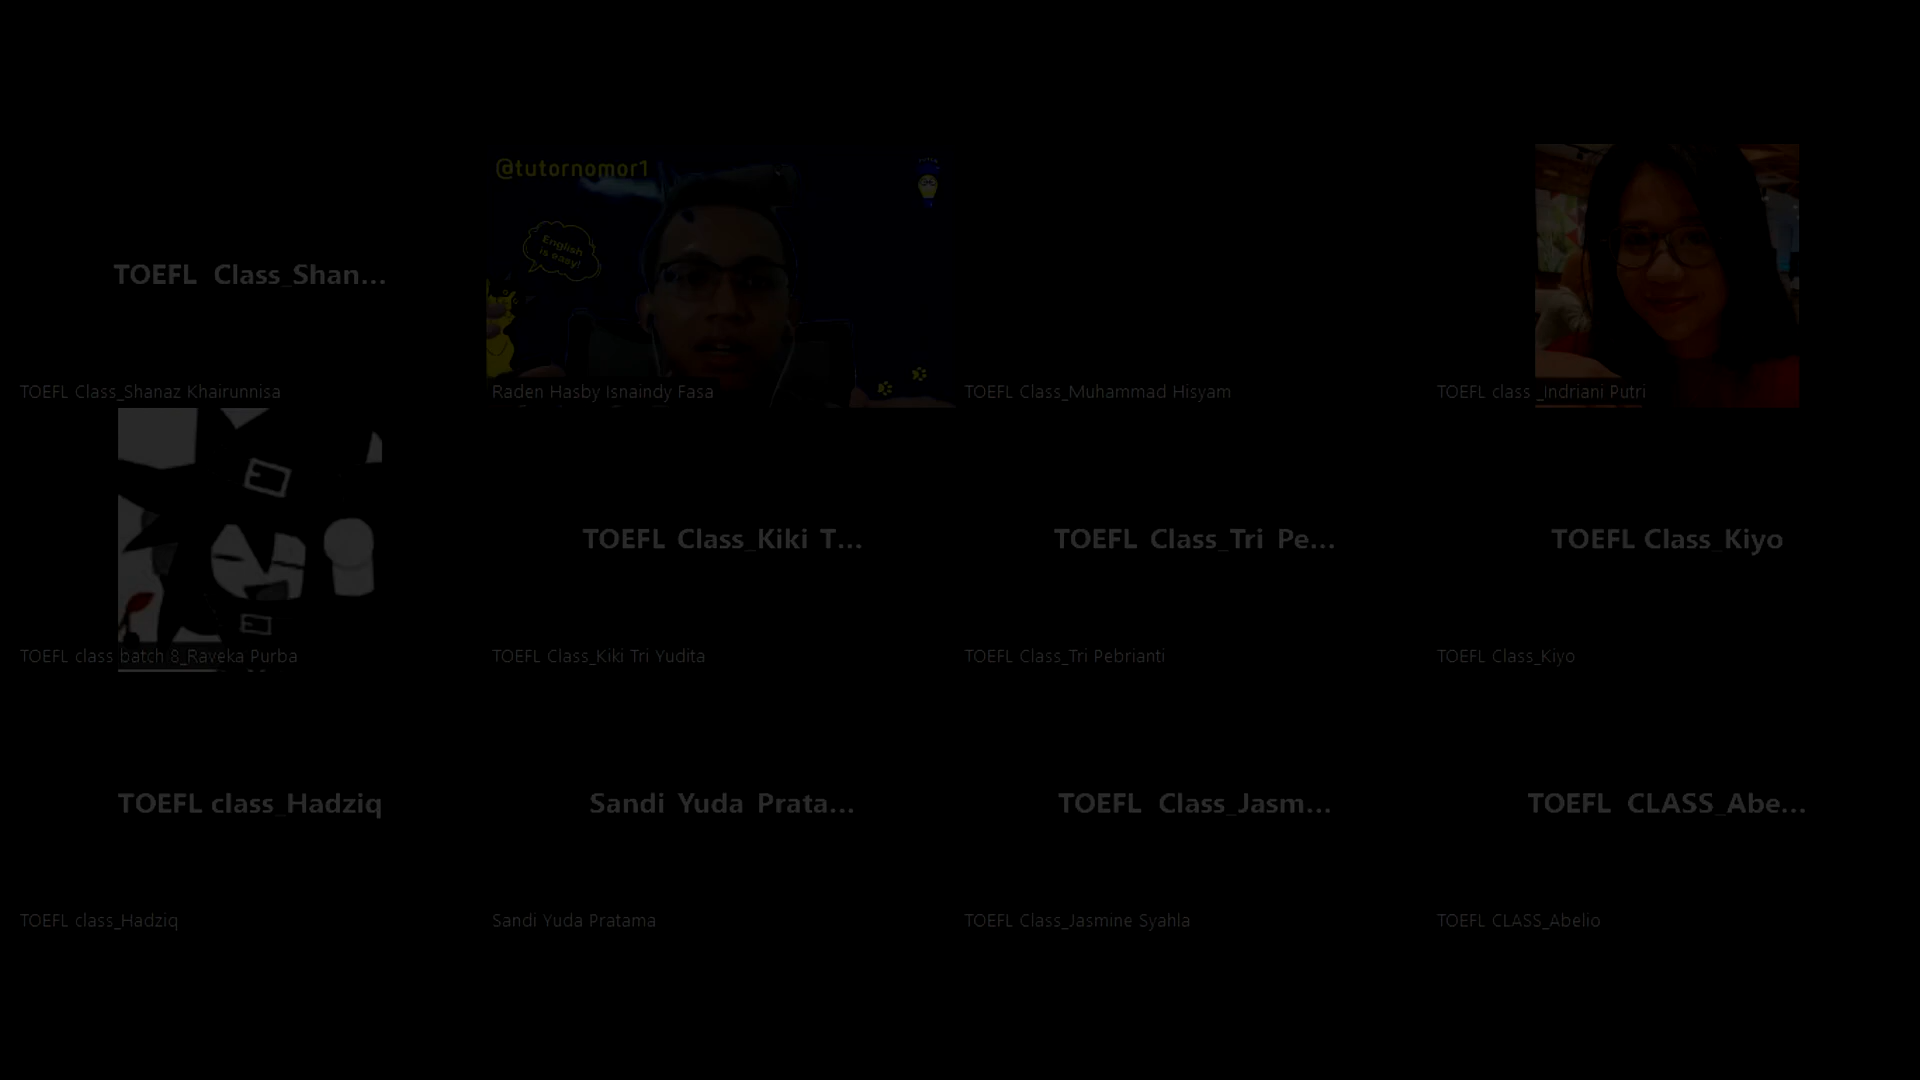 @tutornomor1
English
is easy!
TOEFL Class_Shan...
TOEFL Class_Shanaz Khairunnisa
Raden Hasby Isnaindy Fasa
TOEFL Class_Muhammad Hisyam
TOEFL class _Indriani Putri
TOEFL Class_Kiki T...
TOEFL Class_Tri Pe...
TOEFL Class_Kiyo
TOEFL class batch 8_Raveka Purba
TOEFL Class_Kiki Tri Yudita
TOEFL Class_Tri Pebrianti
TOEFL Class_Kiyo
TOEFL class_Hadziq
Sandi Yuda Prata...
TOEFL Class_Jasm...
TOEFL CLASS_Abe...
TOEFL class_Hadziq
Sandi Yuda Pratama
TOEFL Class_Jasmine Syahla
TOEFL CLASS_Abelio